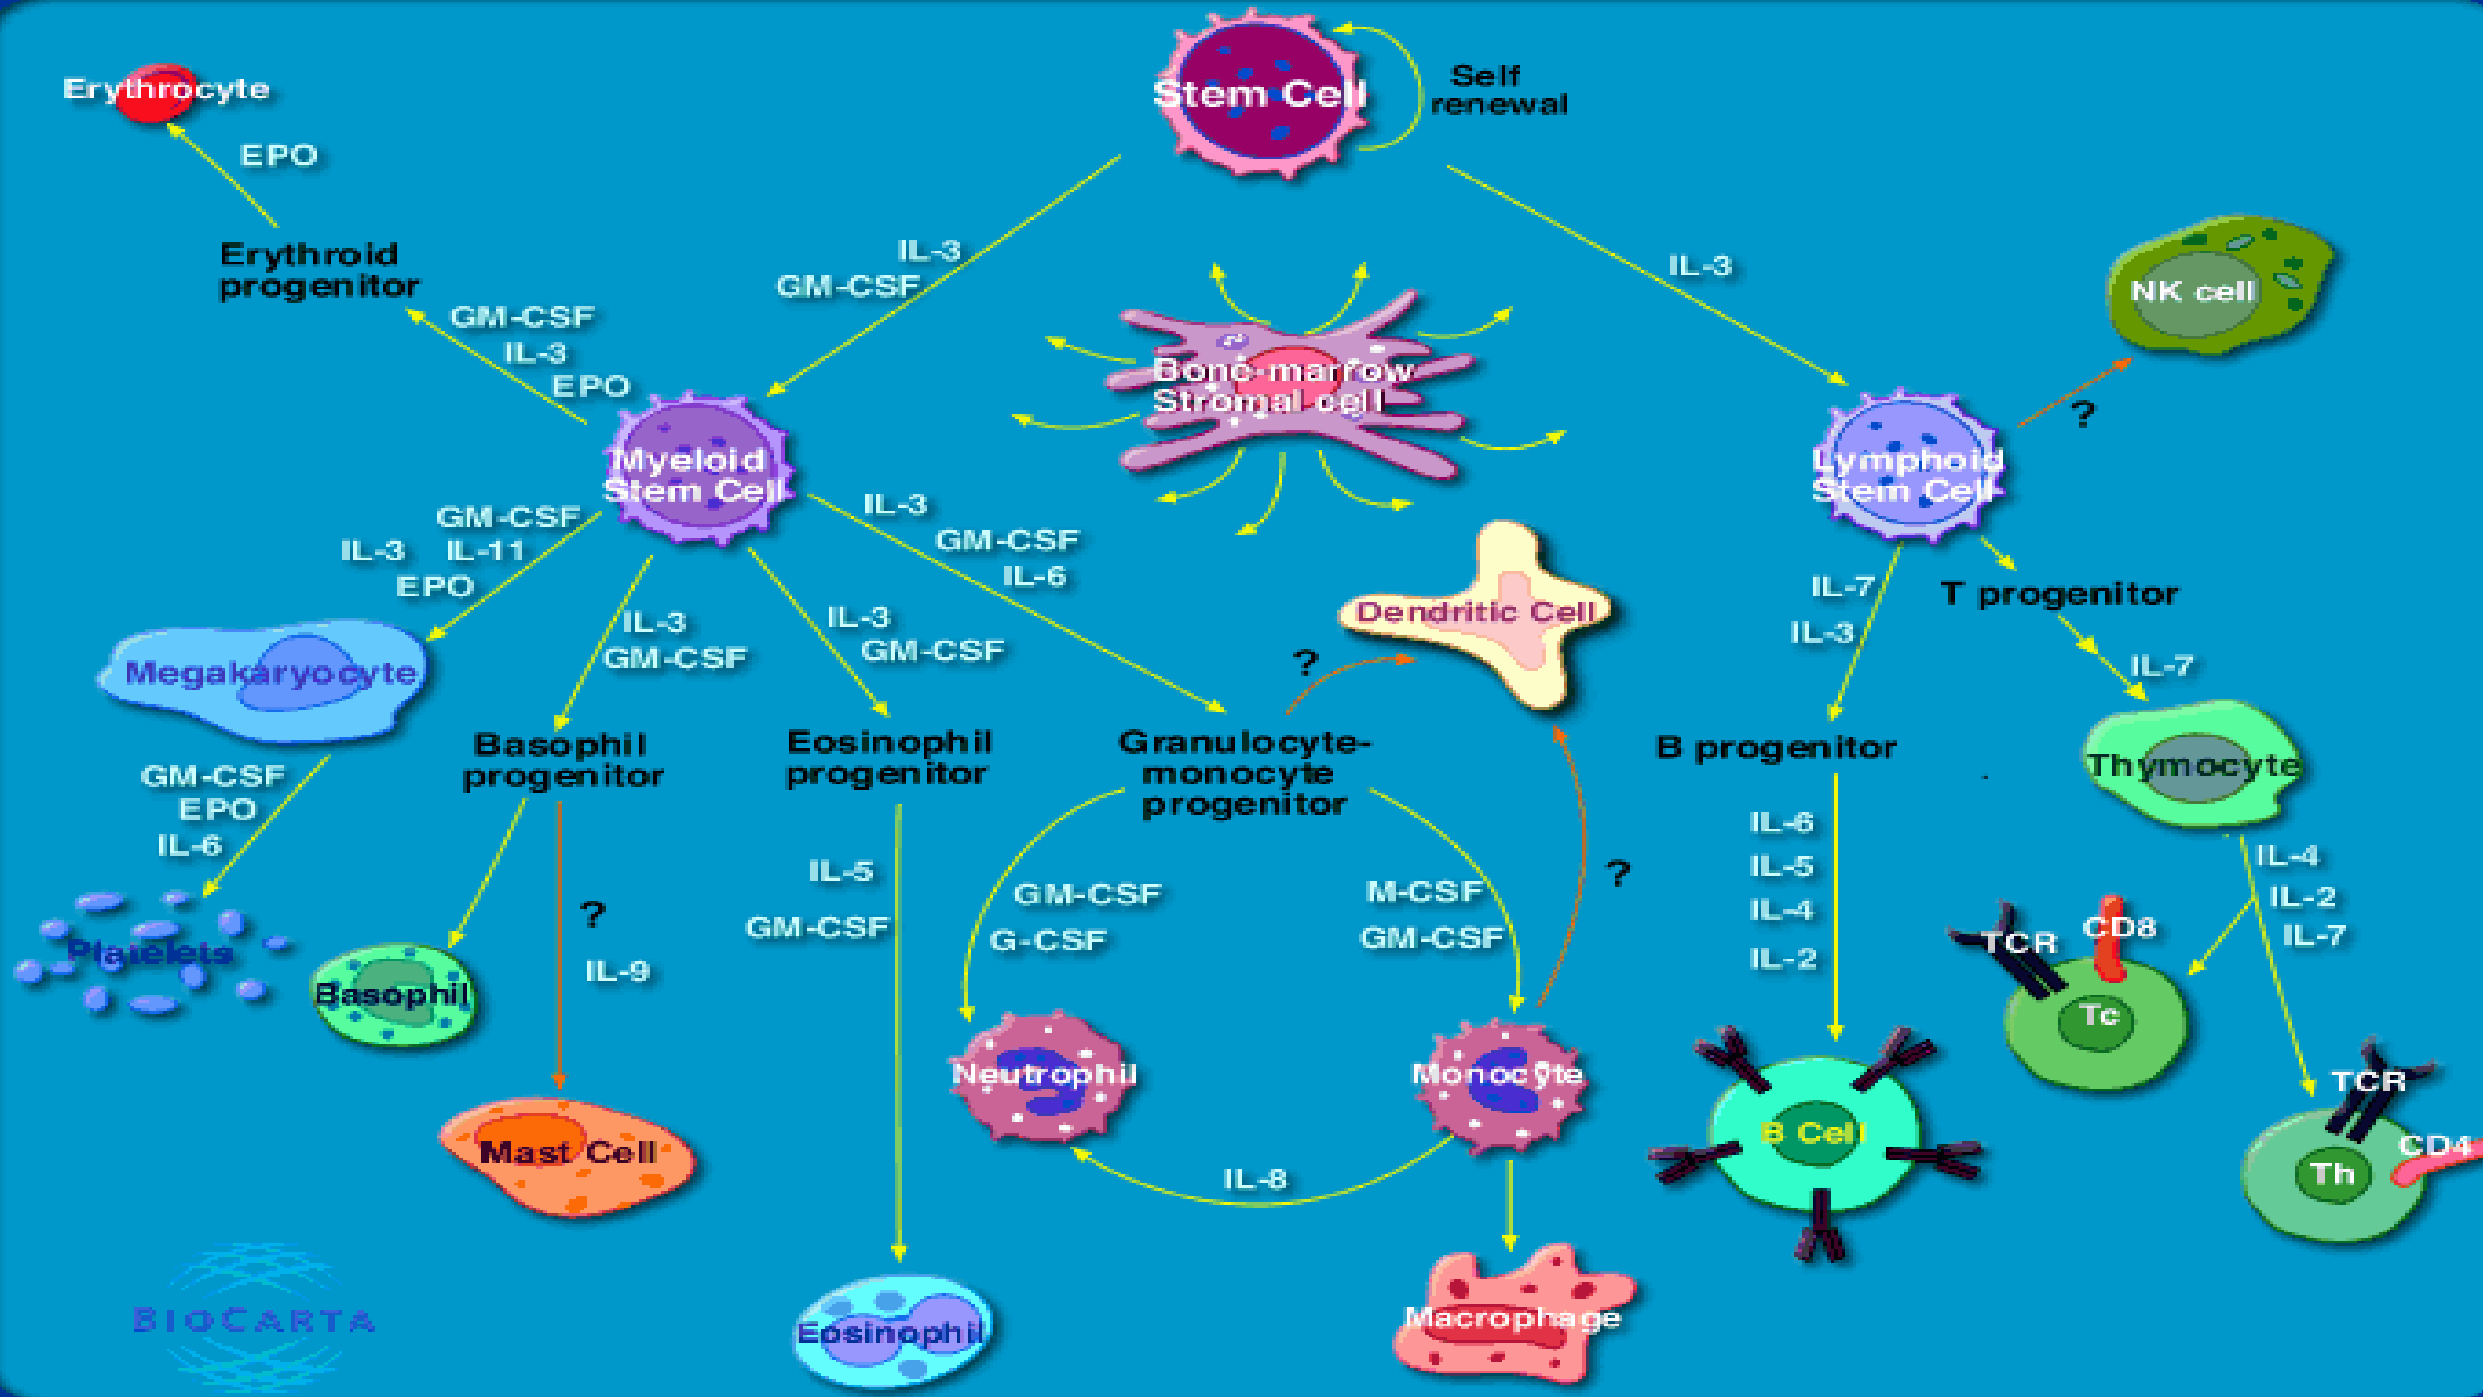 Stem Cell
Self
renewal
Erythrocyte
EPO
Erythroid
progenitor
GM-CSF
IL-3
EPO
IL-3
GM-CSF
IL-3
NK cell
?
Bone-marrow
Stromal cell
Myeloid
Stem Cell
Lymphoid
Stem Cell
GM-CSF
IL-3 IL-11
EPO
IL-3
GM-CSF
IL-6
IL-3
GM-CSF
IL-3
GM-CSF
Dendritic Cell
?
IL-7
IL-3
T progenitor
IL-7
Megakaryocyte
Basophil
progenitor
Eosinophil
progenitor
Granulocyte-
monocyte
progenitor
B progenitor
Thymocyte
GM-CSF
EPO
IL-6
Platelets
Basophil
?
IL-9
Mast Cell
IL-5
GM-CSF
GM-CSF
G-CSF
M-CSF
GM-CSF
?
IL-6
IL-5
IL-4
IL-2
IL-4
IL-2
IL-7
TCR
CD8
Tc
TCR
CD4
Th
Neutrophil
Monocyte
IL-8
B Cell
Eosinophil
Macrophage
BIOCARTA